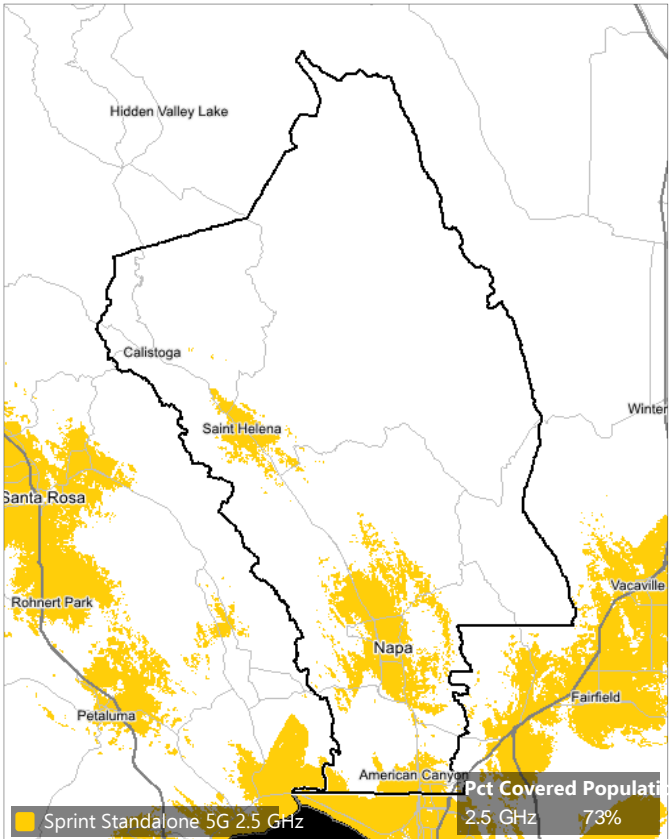 Hidden Valley Lake
Calistoga
Saint Helena
Winter
Santa Rosa
Vacaville
Rohnert Park
Napa
Fairfield
Petaluma
American Canyon
Pct Covered Populatio
2.5 GHz 73%
Sprint Standalone 5G 2.5 GHz